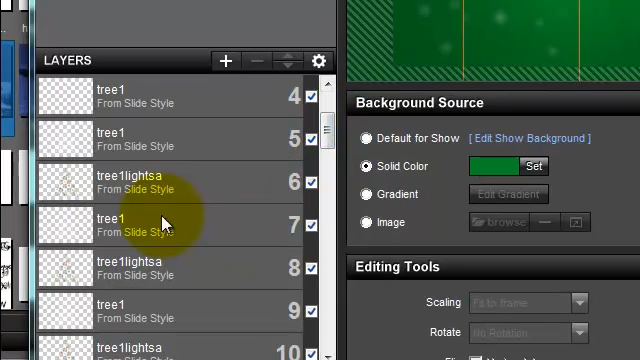 LAYERS
tree1
From Slide Style
4
tree1
From Slide Style
5
tree1lightsa
From Slide Style
6
tree1
From Slide Style
7
tree1lightsa
From Slide Style
8
tree1
From Slide Style
9
tree1lightsa
10
Background Source
Default for Show [ Edit Show Background ]
Solid Color Set
Gradient Edit Gradient
Image browse
Editing Tools
Scaling Fit to frame
Rotate No Rotation